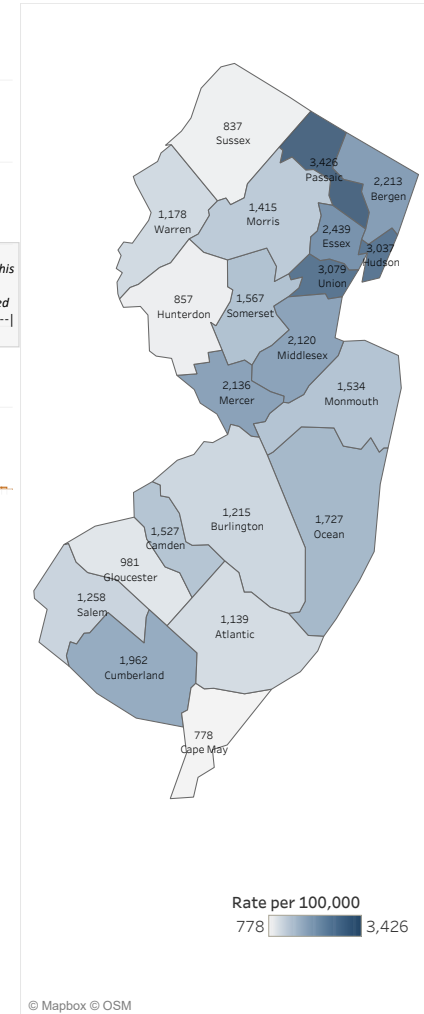 837
Sussex
3,426
Passaic
2,213
Bergen
1,178
Warren
1,415
Morris
2,439
Essex
3,037
Hudson
3,079
Union
his
ed
--|
857
Hunterdon
1,567
Somerset
2,120
Middlesex
2,136
Mercer
1,534
Monmouth
1,215
Burlington
1,727
Ocean
1,527
Camden
981
Gloucester
1,258
Salem
1,139
Atlantic
1,962
Cumberland
778
Cape May
Rate per 100,000
778 3,426
© Mapbox © OSM